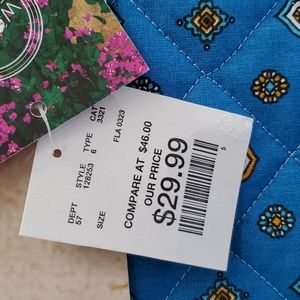 DEPT STYLE TYPE CAT
57 128253 6 3321
SIZE FLA 0323
COMPARE AT $46.00
OUR PRICE
$29.99
5